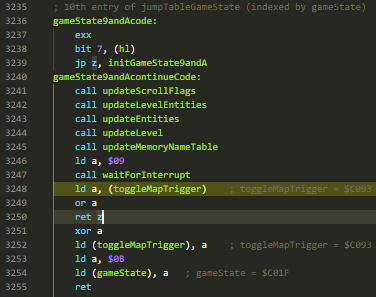 3235 ; 10th entry of jumpTableGameState (indexed by gameState)
3236 gameState9andAcode:
3237 exx
3238 bit 7, (hl)
3239 jp z, initGameState9andA
3240 gameState9andAcontinueCode:
3241 call updateScrollFlags
3242 call updateLevelEntities
3243 call updateEntities
3244 call updateLevel
3245 call updateMemoryNameTable
3246 ld a, $09
3247 call waitForInterrupt
3248 ld a, (toggleMapTrigger) ; toggleMapTrigger = $C093
3249 or a
3250 ret z
3251 xor a
3252 ld (toggleMapTrigger), a ; toggleMapTrigger = $C093
3253 ld a, $0B
3254 ld (gameState), a ; gameState = $C01F
3255 ret